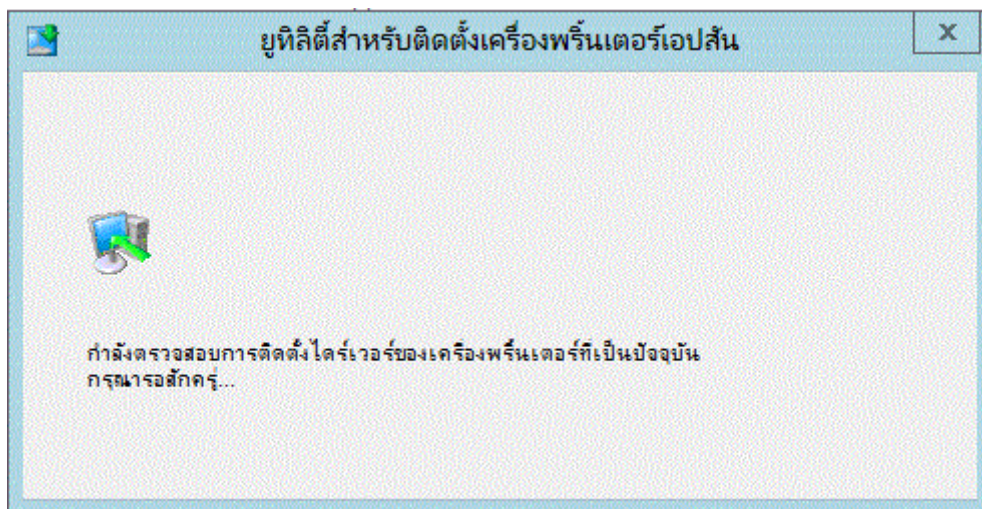 ยูทิลิตี้สำหรับติดตั้งเครื่องพริ้นเตอร์เอปสัน
กำลังตรวจสอบการติดตั้งไดร์เวอร์ของเครื่องพริ้นเตอร์ที่เป็นปัจจุบัน
กรุณารอสักครู่...